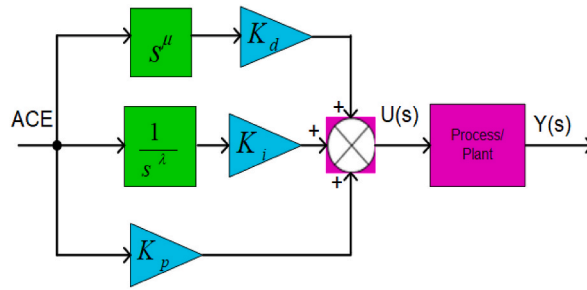 s^μ
K_d
+
ACE
1
s^λ
K_i
+
U(s)
Process/
Plant
Y(s)
+
K_p